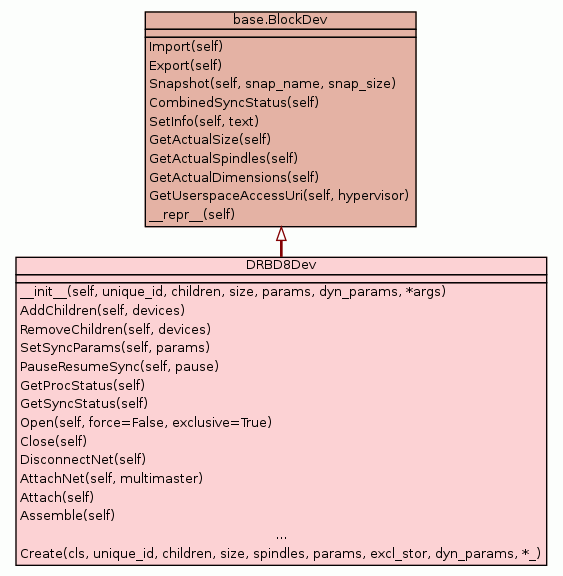 base.BlockDev
Import(self)
Export(self)
Snapshot(self, snap_name, snap_size)
CombinedSyncStatus(self)
SetInfo(self, text)
GetActualSize(self)
GetActualSpindles(self)
GetActualDimensions(self)
GetUserspaceAccessUri(self, hypervisor)
__repr__(self)
DRBD8Dev
__init__(self, unique_id, children, size, params, dyn_params, *args)
AddChildren(self, devices)
RemoveChildren(self, devices)
SetSyncParams(self, params)
PauseResumeSync(self, pause)
GetProcStatus(self)
GetSyncStatus(self)
Open(self, force=False, exclusive=True)
Close(self)
DisconnectNet(self)
AttachNet(self, multimaster)
Attach(self)
Assemble(self)
...
Create(cls, unique_id, children, size, spindles, params, excl_stor, dyn_params, *_)